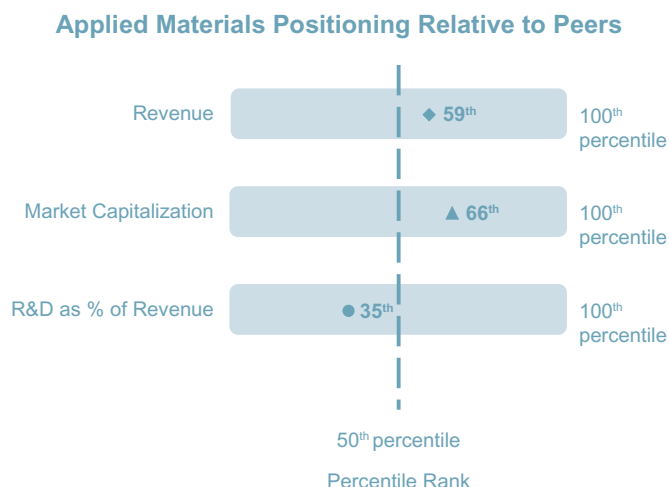 Applied Materials Positioning Relative to Peers
Revenue
59th
100th
percentile
Market Capitalization
66th
100th
percentile
R&D as % of Revenue
35th
100th
percentile
50th percentile
Percentile Rank